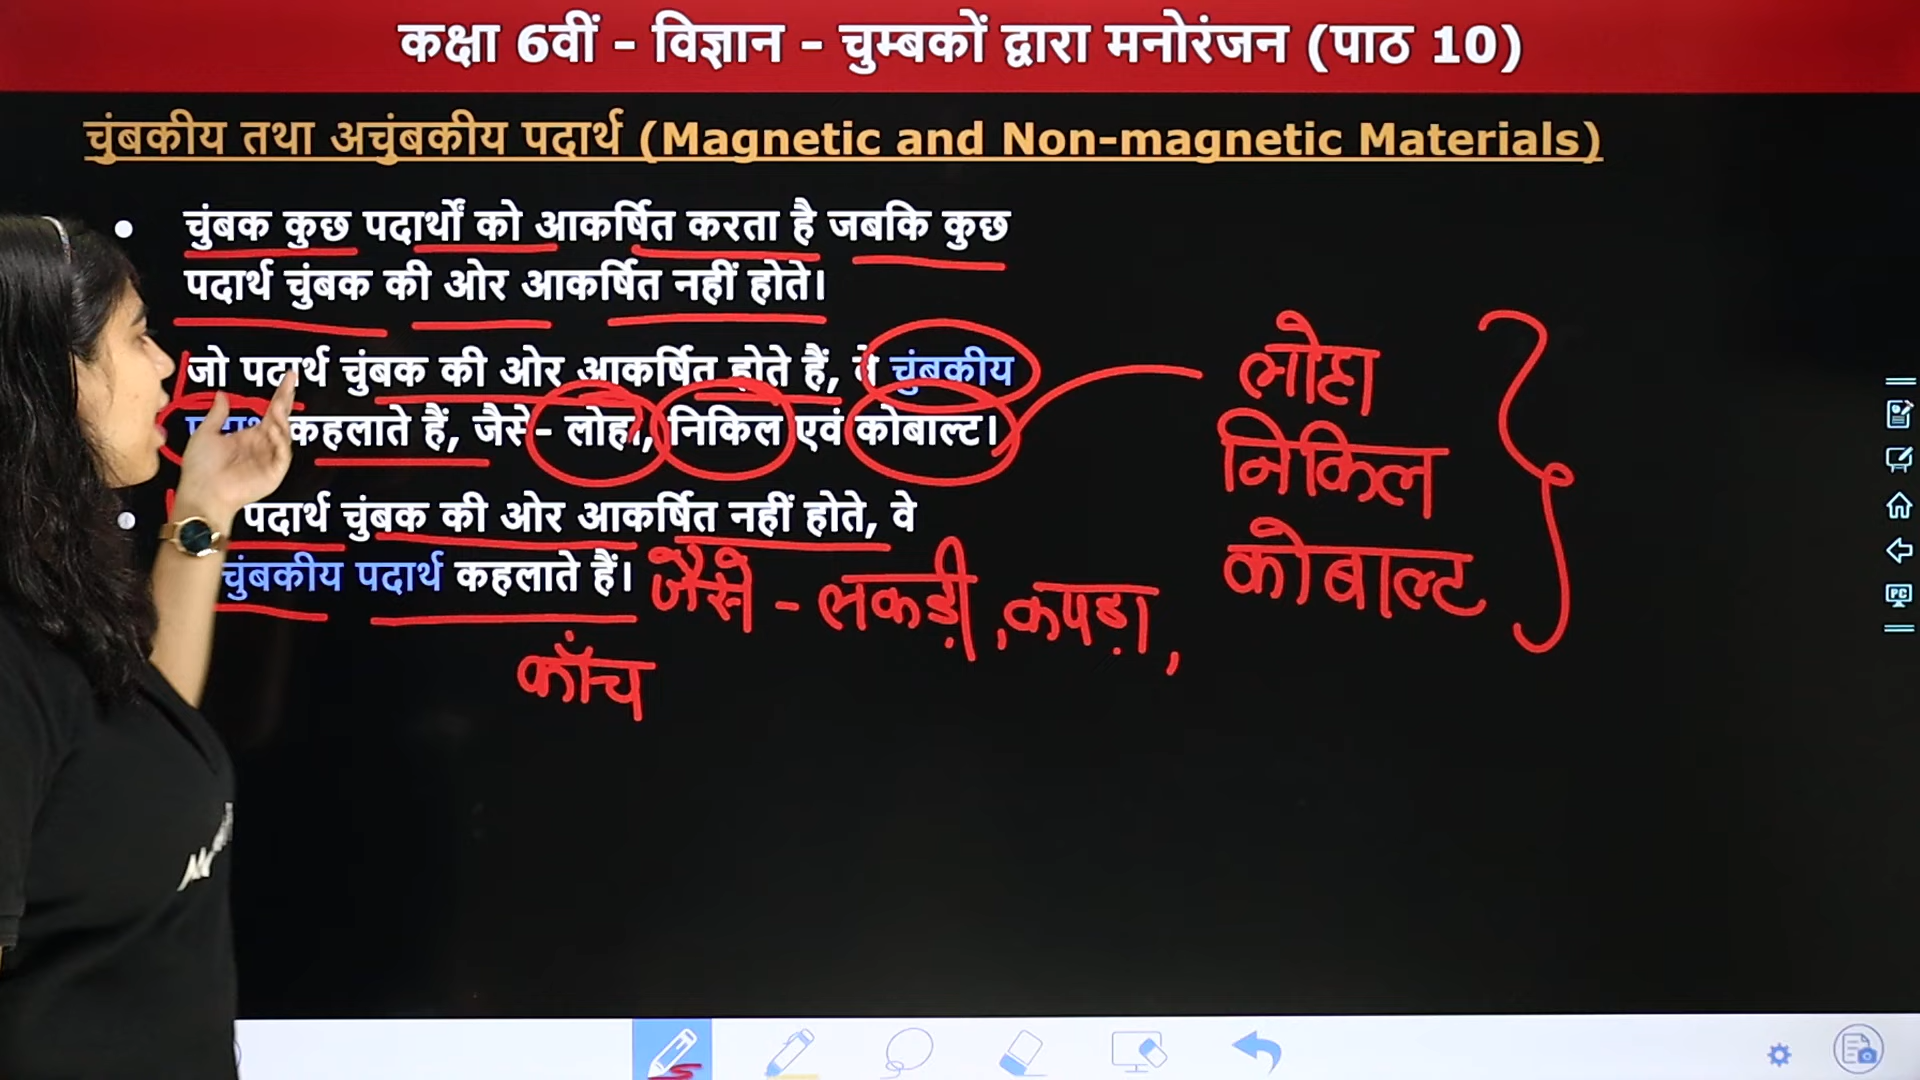 कक्षा 6वीं - विज्ञान - चुम्बकों द्वारा मनोरंजन (पाठ 10)
चुंबकीय तथा अचुंबकीय पदार्थ (Magnetic and Non-magnetic Materials)
चुंबक कुछ पदार्थों को आकर्षित करता है जबकि कुछ
पदार्थ चुंबक की ओर आकर्षित नहीं होते।
जो पदार्थ चुंबक की ओर आकर्षित होते हैं, वे चुंबकीय
कहलाते हैं, जैसे- लोहा, निकिल एवं कोबाल्ट।
पदार्थ चुंबक की ओर आकर्षित नहीं होते, वे
चुंबकीय पदार्थ कहलाते हैं। जैसे - लकड़ी, कपड़ा,
काँच
लोहा
निकिल
कोबाल्ट
PC